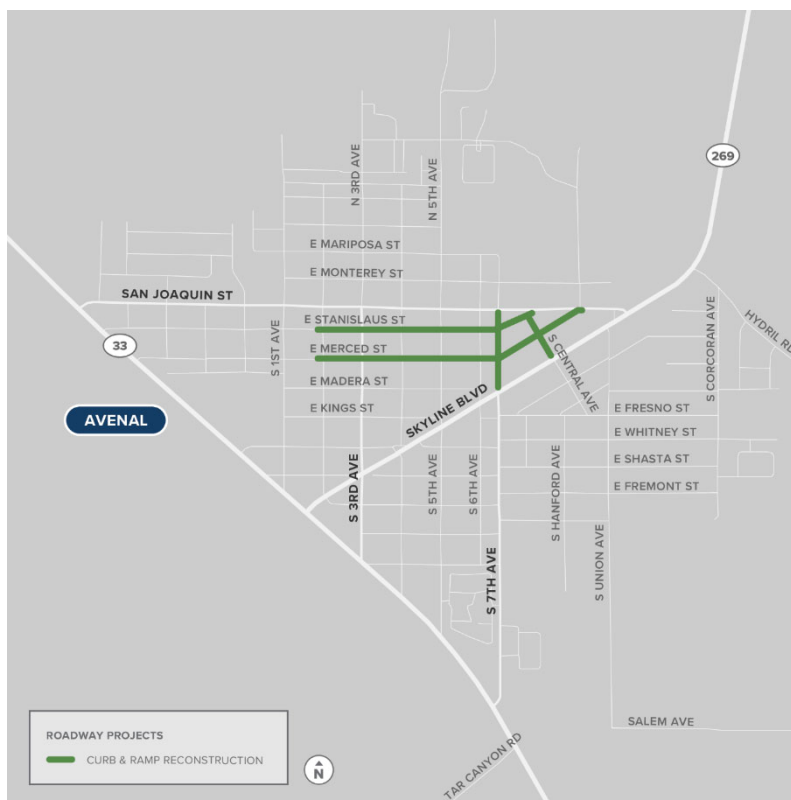 269
N 3RD AVE
N 5TH AVE
E MARIPOSA ST
E MONTEREY ST
SAN JOAQUIN ST
E STANISLAUS ST
33
S 1ST AVE
E MERCED ST
S CENTRAL AVE
S CORCORAN AVE
HYDRIL RD
E MADERA ST
AVENAL
E KINGS ST
SKYLINE BLVD
E FRESNO ST
E WHITNEY ST
E SHASTA ST
E FREMONT ST
S 3RD AVE
S 5TH AVE
S 6TH AVE
S HANFORD AVE
S UNION AVE
S 7TH AVE
SALEM AVE
TAR CANYON RD
ROADWAY PROJECTS
CURB & RAMP RECONSTRUCTION
N